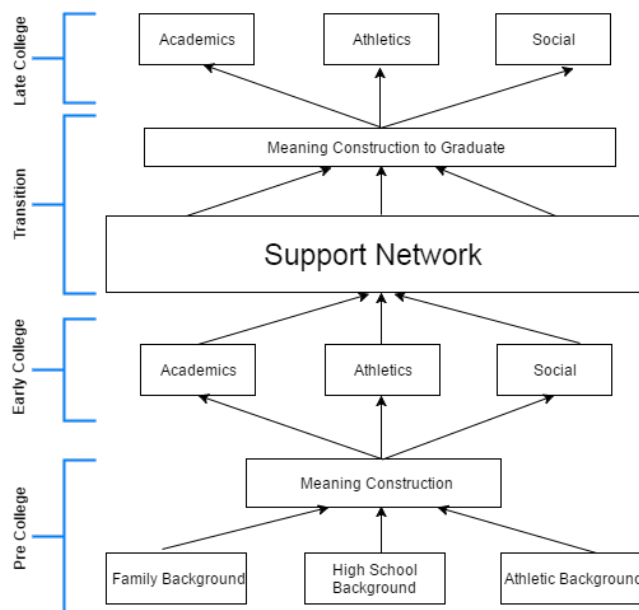 Late College
Academics
Athletics
Social
Transition
Meaning Construction to Graduate
Support Network
Early College
Academics
Athletics
Social
Pre College
Meaning Construction
Family Background
High School
Background
Athletic Background